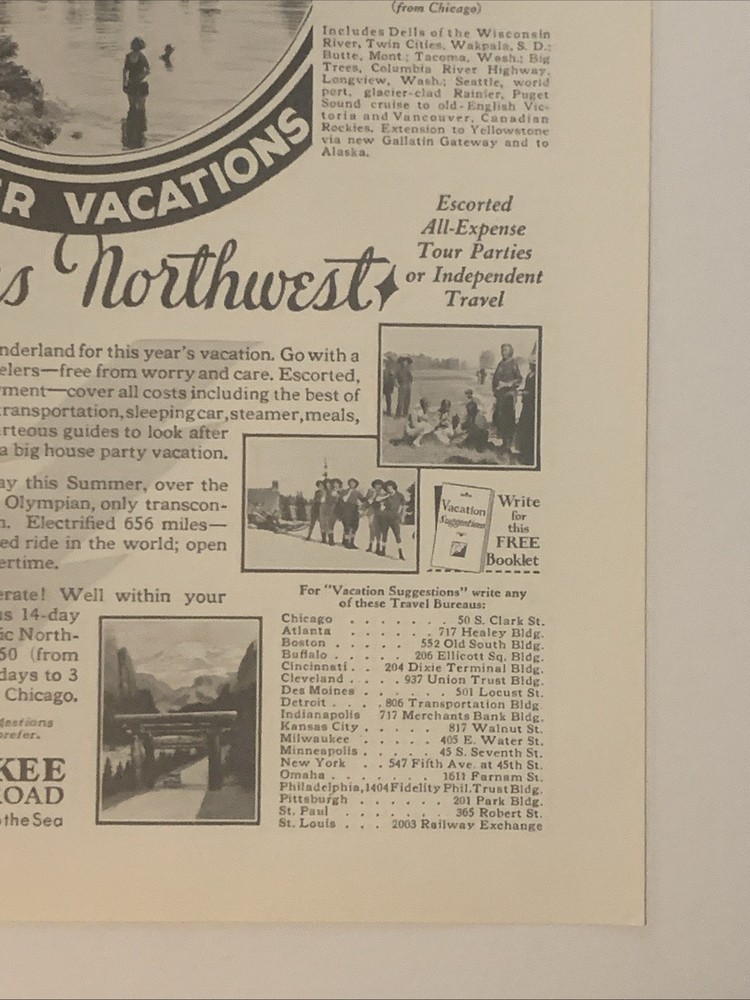 (from Chicago)
Includes Dells of the Wisconsin
River, Twin Cities, Wakpala, S. D.;
Butte, Mont.; Tacoma, Wash.; Big
Trees, Columbia River Highway,
Longview, Wash.; Seattle, world
port, glacier-clad Rainier, Puget
Sound cruise to old-English Vic-
toria and Vancouver, Canadian
Rockies. Extension to Yellowstone
via new Gallatin Gateway and to
Alaska.
ER VACATIONS
s Northwest
Escorted
All-Expense
Tour Parties
or Independent
Travel
nderland for this year's vacation. Go with a
elers—free from worry and care. Escorted,
ment—cover all costs including the best of
transportation, sleeping car, steamer, meals,
rteous guides to look after
a big house party vacation.
ay this Summer, over the
Olympian, only transcon-
n. Electrified 656 miles—
ed ride in the world; open
ertime.
erate! Well within your
us 14-day
ic North-
50 (from
days to 3
Chicago.
gestions
prefer.
KEE
ROAD
o the Sea
Vacation
Suggestions
Write
for
this
FREE
Booklet
For "Vacation Suggestions" write any
of these Travel Bureaus:
Chicago . . . . . . . 50 S. Clark St.
Atlanta . . . . . . 717 Healey Bldg.
Boston . . . . . 552 Old South Bldg.
Buffalo . . . . . 206 Ellicott Sq. Bldg.
Cincinnati . . 204 Dixie Terminal Bldg.
Cleveland . . . . 937 Union Trust Bldg.
Des Moines . . . . . 501 Locust St.
Detroit . . . . 806 Transportation Bldg.
Indianapolis 717 Merchants Bank Bldg.
Kansas City . . . . . 817 Walnut St.
Milwaukee . . . . . 405 E. Water St.
Minneapolis . . . . . 45 S. Seventh St.
New York . . 547 Fifth Ave. at 45th St.
Omaha . . . . . . . 1611 Farnam St.
Philadelphia, 1404 Fidelity Phil. Trust Bldg.
Pittsburgh . . . . . . 201 Park Bldg.
St. Paul . . . . . . . 365 Robert St.
St. Louis . . . 2003 Railway Exchange